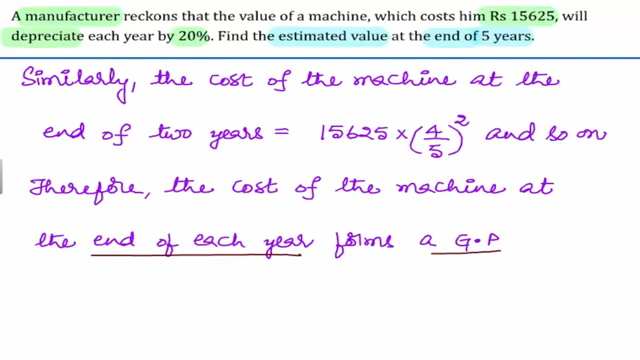 A manufacturer reckons that the value of a machine, which costs him Rs 15625, will
depreciate each year by 20%. Find the estimated value at the end of 5 years.
Similarly, the cost of the machine at the
end of two years = 15625 × (4/5)^2 and so on
Therefore, the cost of the machine at
the end of each year forms a G.P